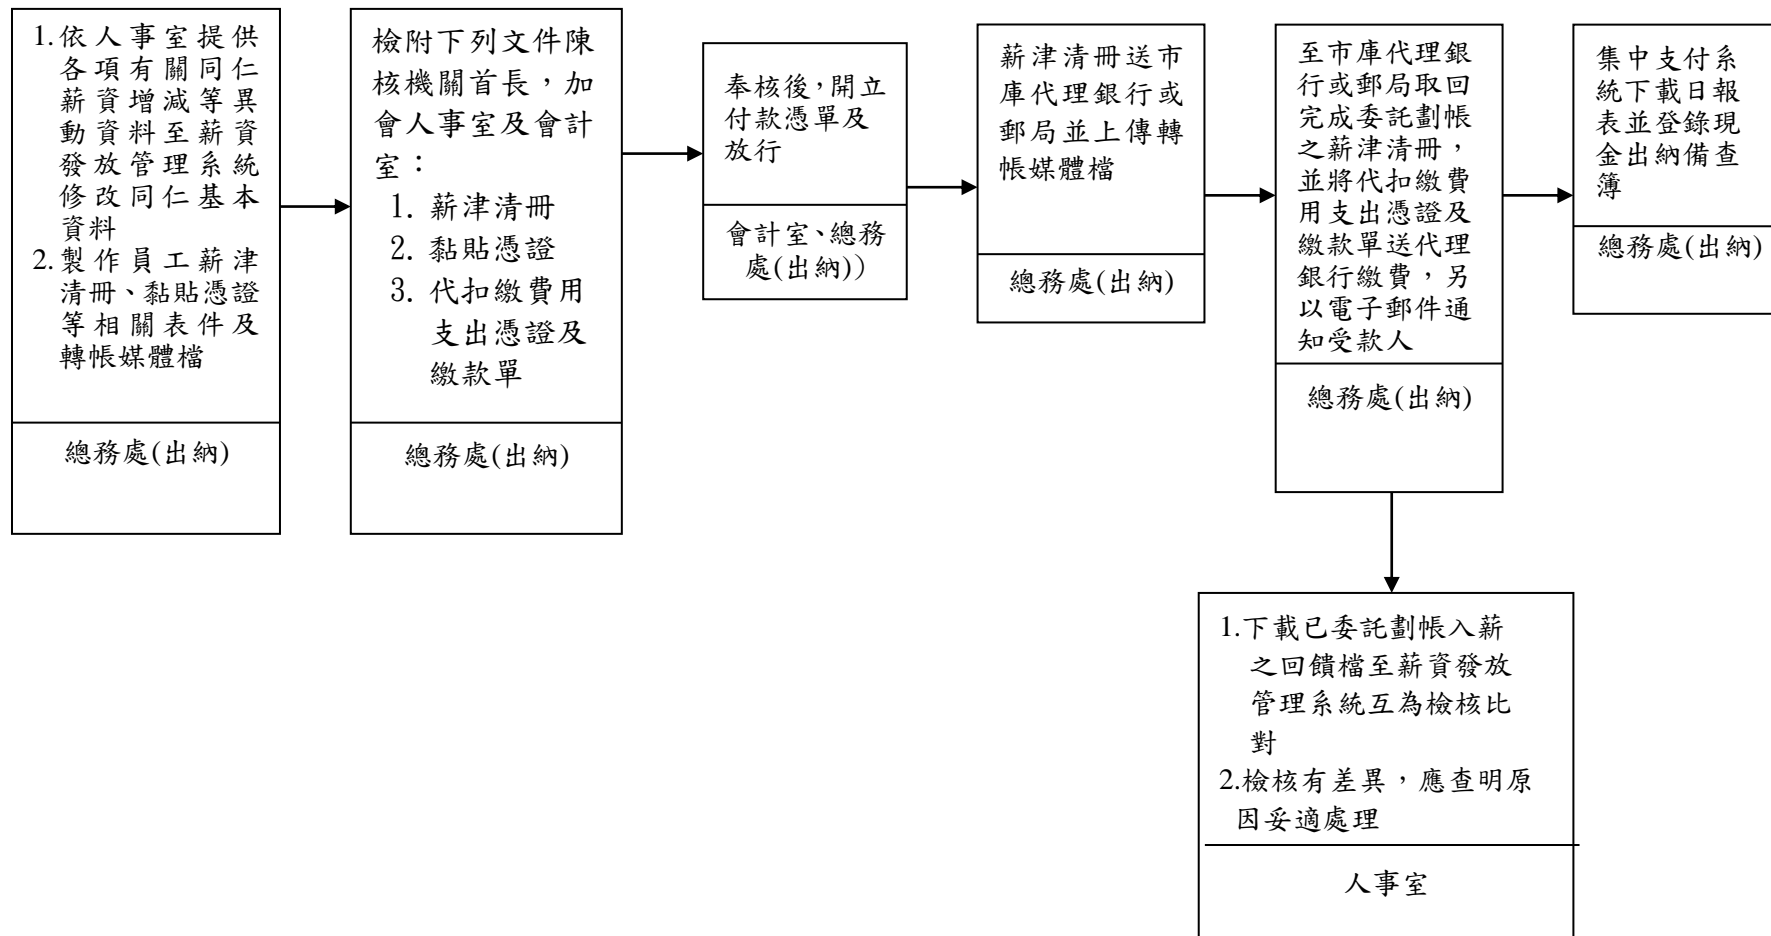 1.依人事室提供
各項有關同仁
薪資增減等異
動資料至薪資
發放管理系統
修改同仁基本
資料
2.製作員工薪津
清冊、黏貼憑證
等相關表件及
轉帳媒體檔
總務處(出納)
檢附下列文件陳
核機關首長，加
會人事室及會計
室：
1. 薪津清冊
2. 黏貼憑證
3. 代扣繳費用
支出憑證及
繳款單
總務處(出納)
奉核後，開立
付款憑單及
放行
會計室、總務
處(出納))
薪津清冊送市
庫代理銀行或
郵局並上傳轉
帳媒體檔
總務處(出納)
至市庫代理銀
行或郵局取回
完成委託劃帳
之薪津清冊，
並將代扣繳費
用支出憑證及
繳款單送代理
銀行繳費，另
以電子郵件通
知受款人
總務處(出納)
集中支付系
統下載日報
表並登錄現
金出納備查
簿
總務處(出納)
1.下載已委託劃帳入薪
之回饋檔至薪資發放
管理系統互為檢核比
對
2.檢核有差異，應查明原
因妥適處理
人事室